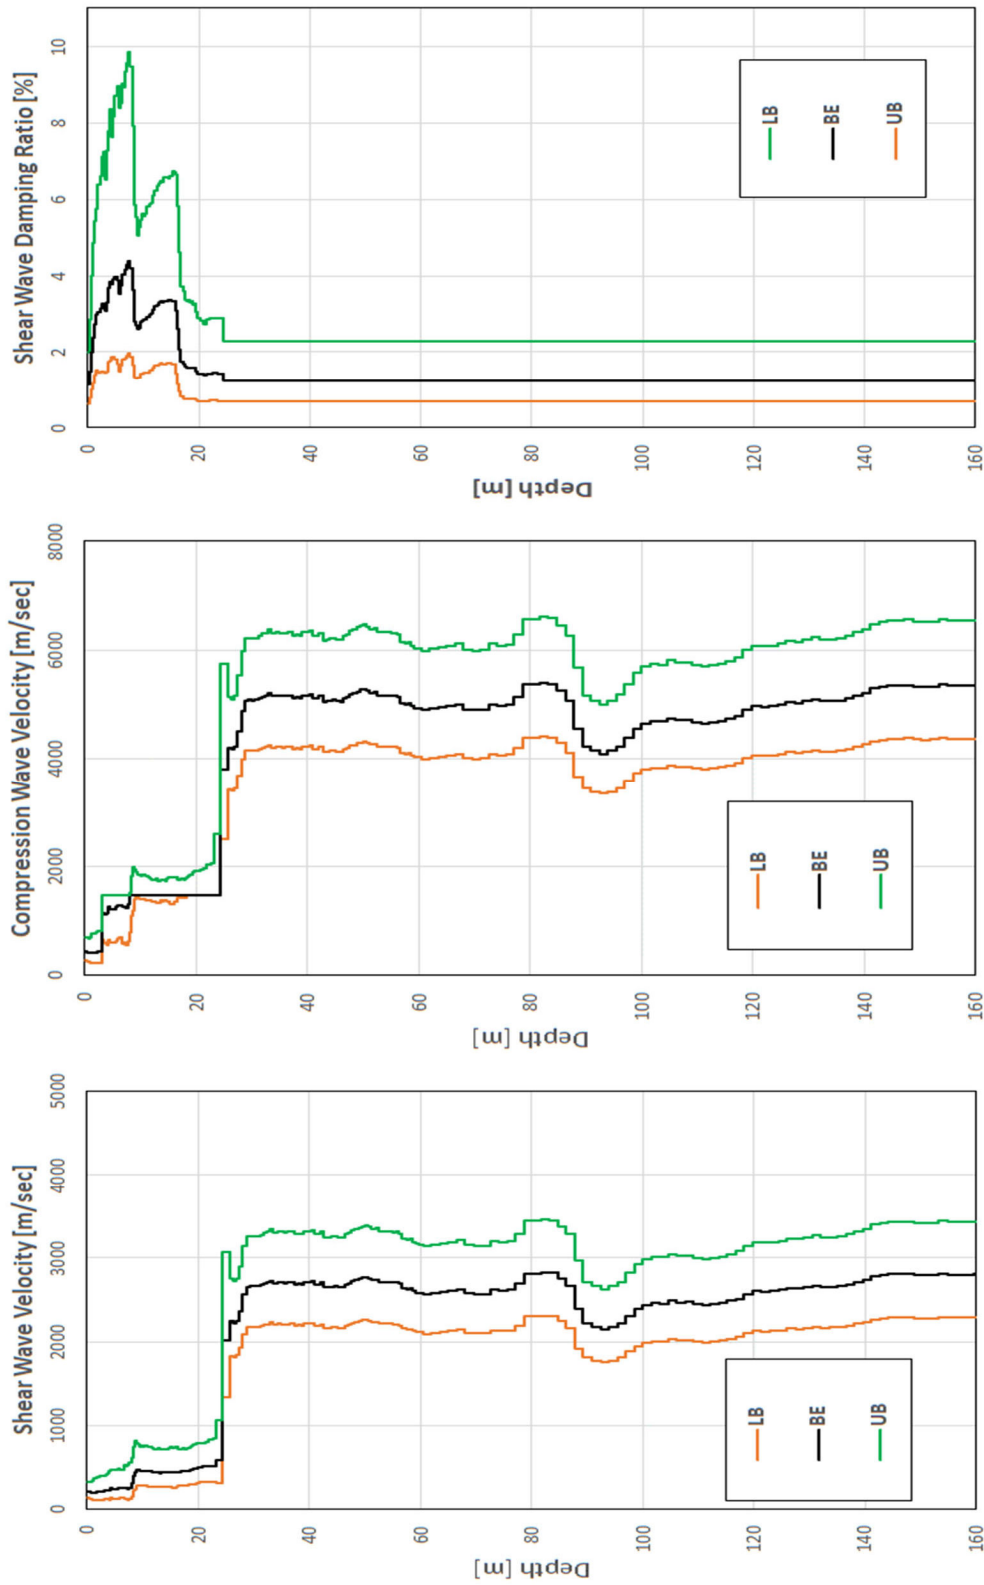 Shear Wave Velocity [m/sec]
0
1000
2000
3000
4000
5000
0
20
40
60
80
100
120
140
160
Depth [m]
LB
BE
UB
Compression Wave Velocity [m/sec]
0
2000
4000
6000
8000
0
20
40
60
80
100
120
140
160
Depth [m]
LB
BE
UB
Shear Wave Damping Ratio [%]
0
2
4
6
8
10
0
20
40
60
80
100
120
140
160
Depth [m]
LB
BE
UB